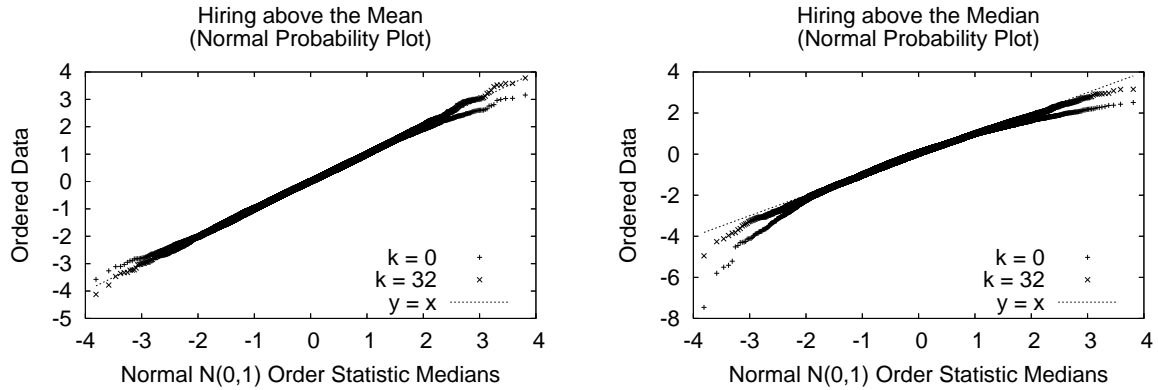 Hiring above the Mean
(Normal Probability Plot)
4
3
2
1
0
-1
-2
-3
-4
-5
Ordered Data
k = 0
k = 32
y = x
-4 -3 -2 -1 0 1 2 3 4
Normal N(0,1) Order Statistic Medians
Hiring above the Median
(Normal Probability Plot)
4
2
0
-2
-4
-6
-8
Ordered Data
k = 0
k = 32
y = x
-4 -3 -2 -1 0 1 2 3 4
Normal N(0,1) Order Statistic Medians